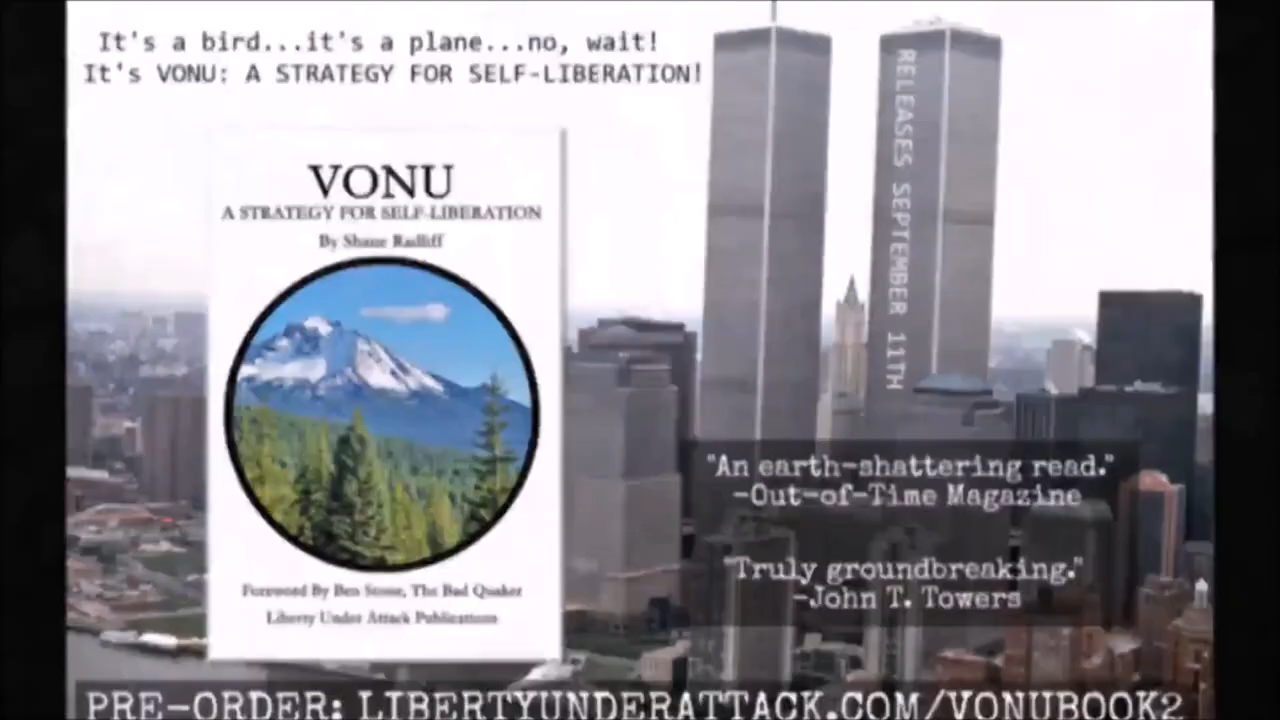 It's a bird...it's a plane...no, wait!
It's VONU: A STRATEGY FOR SELF-LIBERATION!
VONU
A STRATEGY FOR SELF-LIBERATION
By Shane Radliff
Foreword By Ben Stone, The Bad Quaker
Liberty Under Attack Publications
RELEASES SEPTEMBER 11TH
"An earth-shattering read."
-Out-of-Time Magazine
"Truly groundbreaking."
-John T. Towers
PRE-ORDER: LIBERTYUNDERATTACK.COM/VONUBOOK2